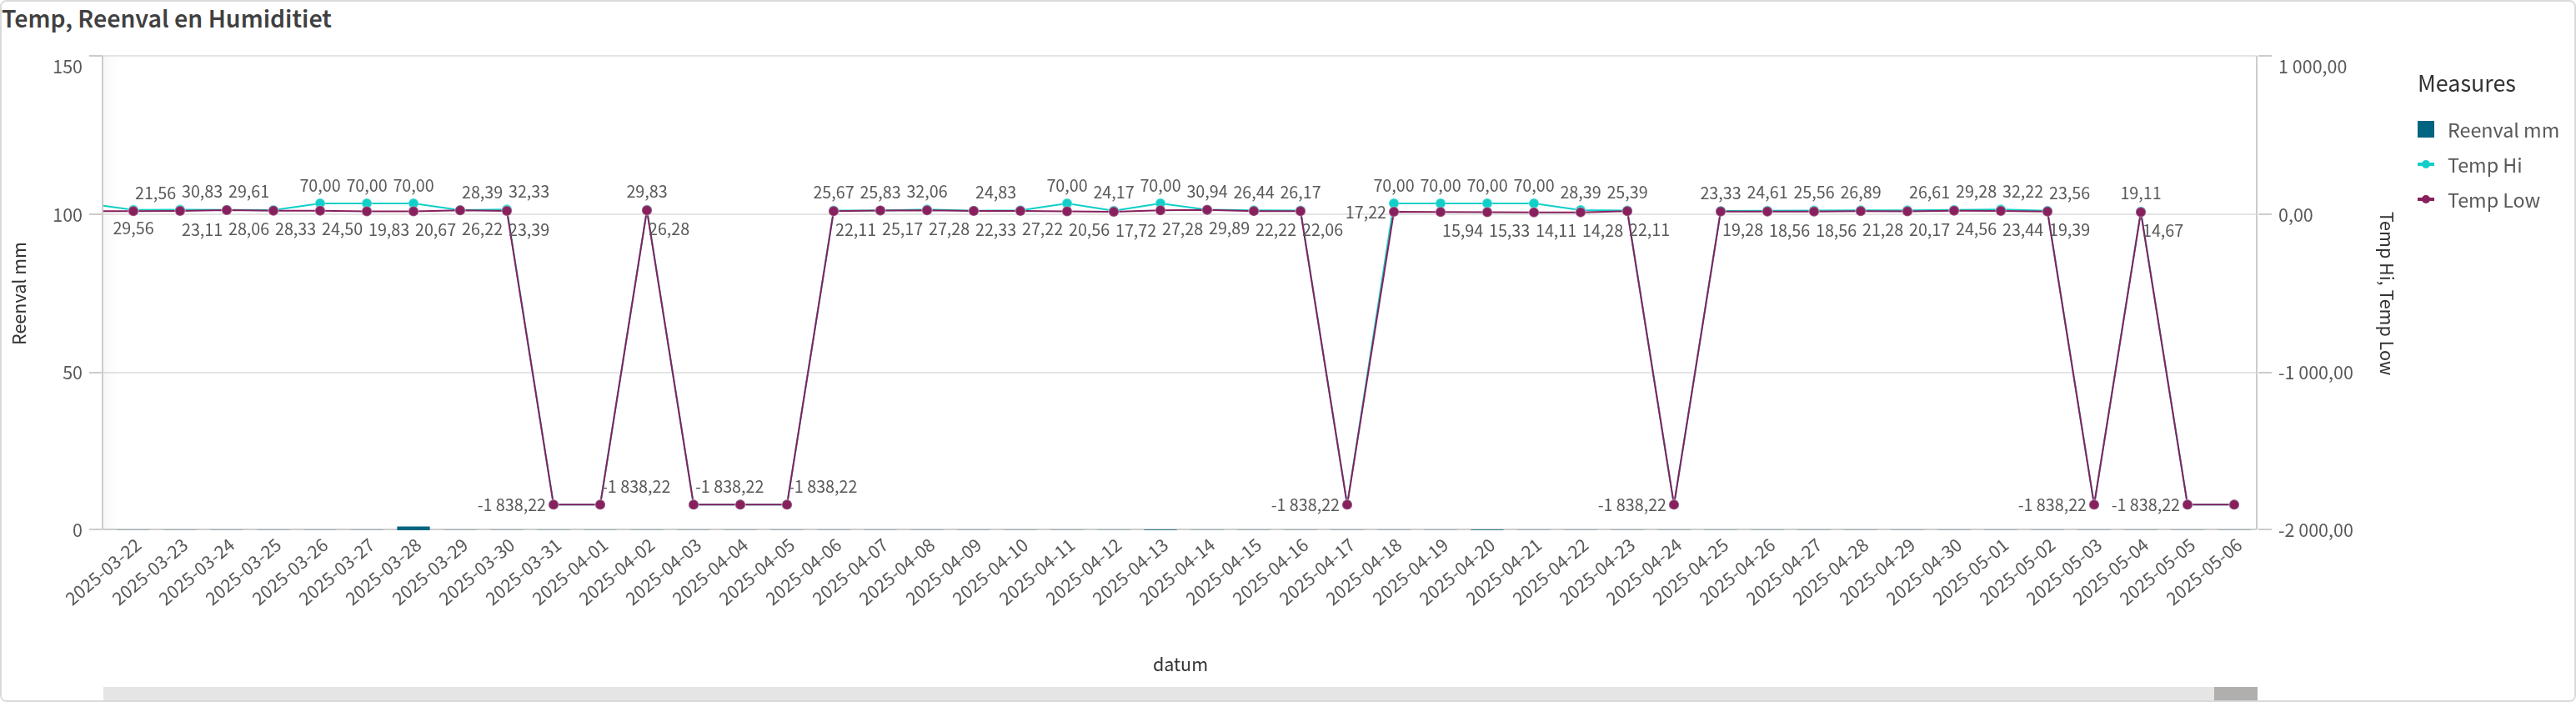 Temp, Reenval en Humiditiet
150
100
50
0
Reenval mm
1 000,00
0,00
-1 000,00
-2 000,00
Temp Hi, Temp Low
Measures
Reenval mm
Temp Hi
Temp Low
21,56 30,83 29,61 70,00 70,00 70,00 28,39 32,33 29,83 25,67 25,83 32,06 24,83 70,00 24,17 70,00 30,94 26,44 26,17 70,00 70,00 70,00 70,00 28,39 25,39 23,33 24,61 25,56 26,89 26,61 29,28 32,22 23,56 19,11
29,56 23,11 28,06 28,33 24,50 19,83 20,67 26,22 23,39 26,28 22,11 25,17 27,28 22,33 27,22 20,56 17,72 27,28 29,89 22,22 22,06 17,22 15,94 15,33 14,11 14,28 22,11 19,28 18,56 18,56 21,28 20,17 24,56 23,44 19,39 14,67
-1 838,22 -1 838,22 -1 838,22 -1 838,22 -1 838,22 -1 838,22 -1 838,22 -1 838,22
2025-03-22 2025-03-23 2025-03-24 2025-03-25 2025-03-26 2025-03-27 2025-03-28 2025-03-29 2025-03-30 2025-03-31 2025-04-01 2025-04-02 2025-04-03 2025-04-04 2025-04-05 2025-04-06 2025-04-07 2025-04-08 2025-04-09 2025-04-10 2025-04-11 2025-04-12 2025-04-13 2025-04-14 2025-04-15 2025-04-16 2025-04-17 2025-04-18 2025-04-19 2025-04-20 2025-04-21 2025-04-22 2025-04-23 2025-04-24 2025-04-25 2025-04-26 2025-04-27 2025-04-28 2025-04-29 2025-04-30 2025-05-01 2025-05-02 2025-05-03 2025-05-04 2025-05-05 2025-05-06
datum